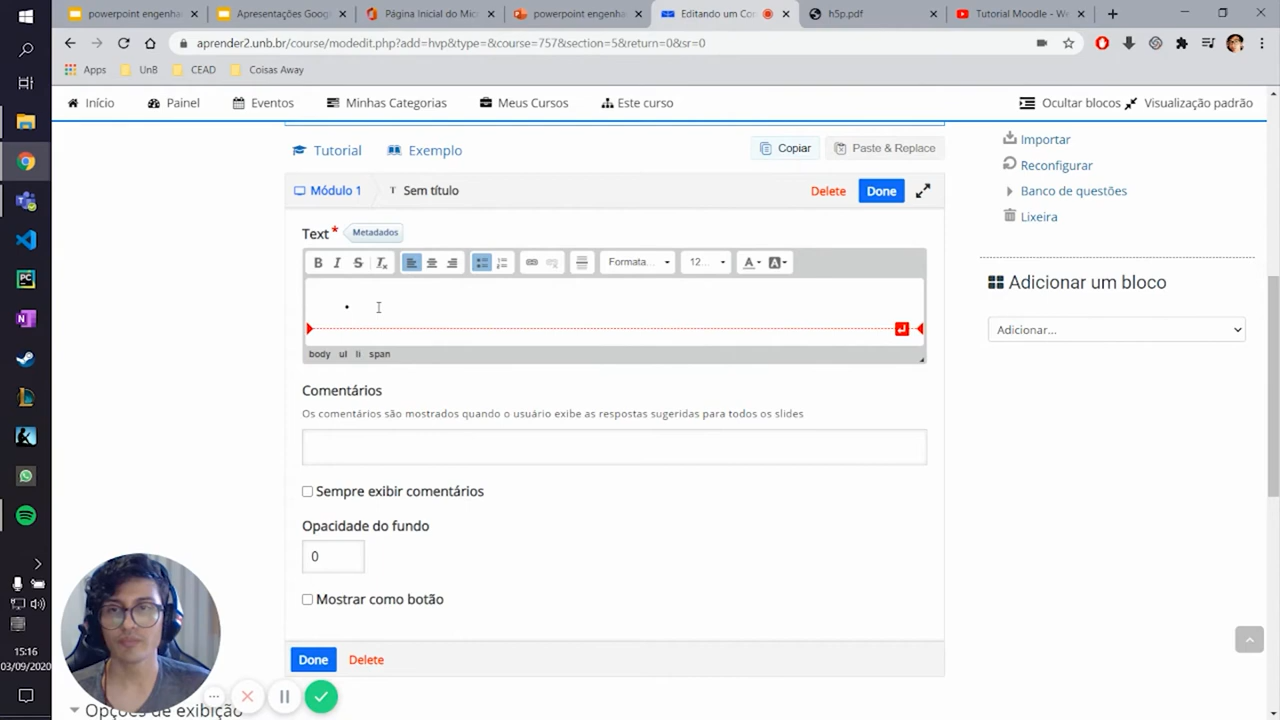 powerpoint engenha
Apresentações Goog
Página Inicial do Mic
powerpoint engenha
Editando um Cor
h5p.pdf
Tutorial Moodle - We
aprender2.unb.br/course/modedit.php?add=hvp&type=&course=757&section=5&return=0&sr=0
Apps
UnB
CEAD
Coisas Away
Início
Painel
Eventos
Minhas Categorias
Meus Cursos
Este curso
Ocultar blocos
Visualização padrão
Tutorial
Exemplo
Copiar
Paste & Replace
Importar
Reconfigurar
Banco de questões
Lixeira
Módulo 1
T Sem título
Delete
Done
Text *
Metadados
B I S Tx
Formata...
12...
A
A
body ul li span
Adicionar um bloco
Adicionar...
Comentários
Os comentários são mostrados quando o usuário exibe as respostas sugeridas para todos os slides
Sempre exibir comentários
Opacidade do fundo
0
Mostrar como botão
Done
Delete
Opções de exibição
15:16
03/09/2020